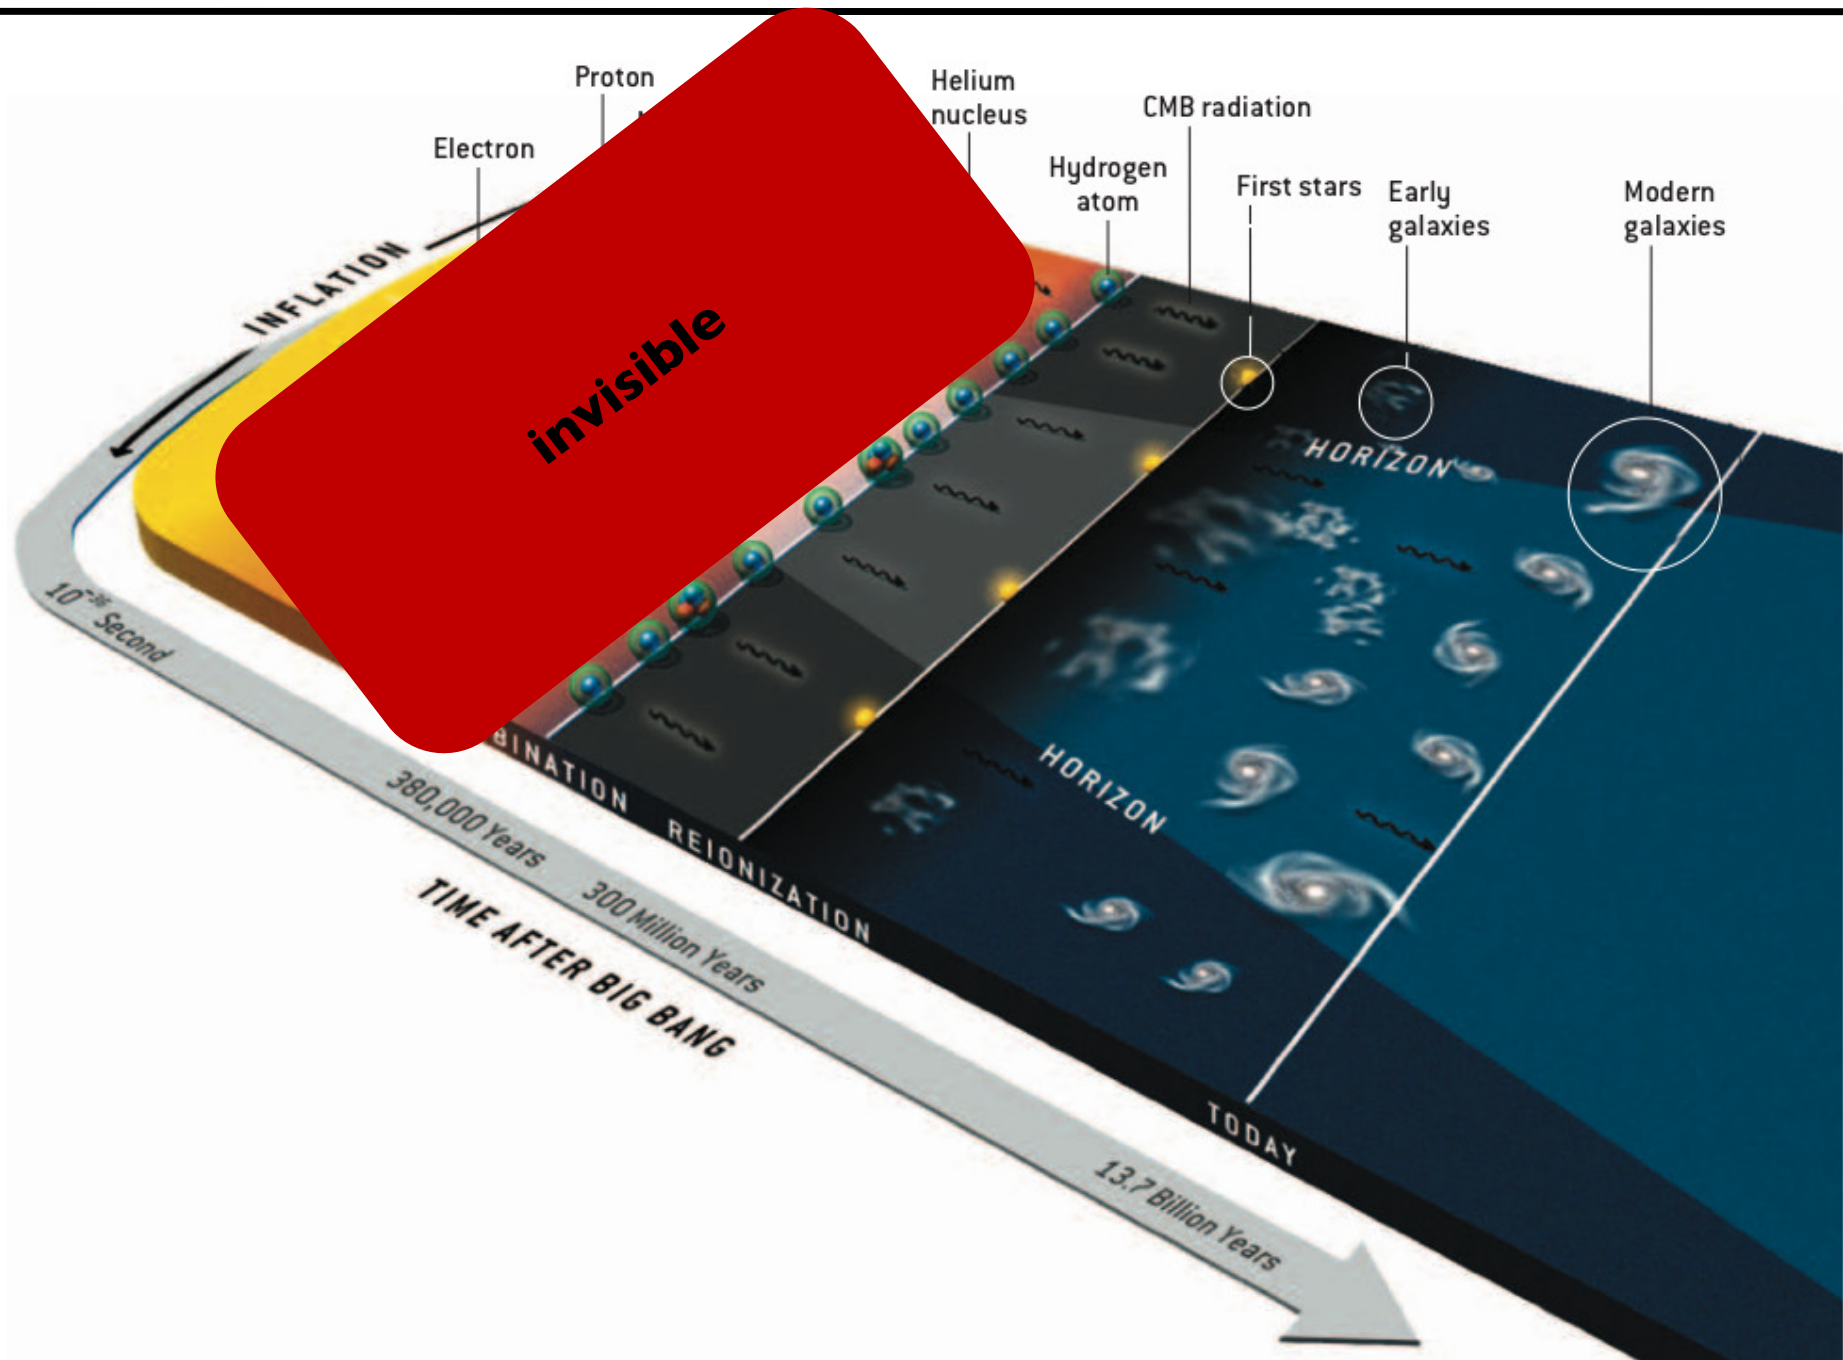 Proton
Electron
Helium
nucleus
CMB radiation
Hydrogen
atom
First stars
Early
galaxies
Modern
galaxies
INFLATION
invisible
HORIZON
HORIZON
10⁻³⁶ Second
BINATION
380,000 Years
REIONIZATION
300 Million Years
TIME AFTER BIG BANG
TODAY
13.7 Billion Years